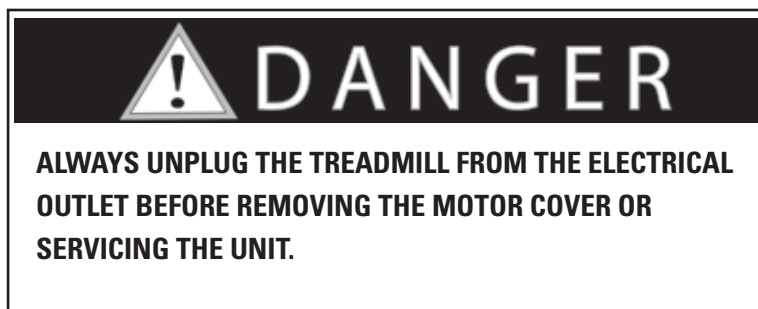 ! DANGER
ALWAYS UNPLUG THE TREADMILL FROM THE ELECTRICAL
OUTLET BEFORE REMOVING THE MOTOR COVER OR
SERVICING THE UNIT.